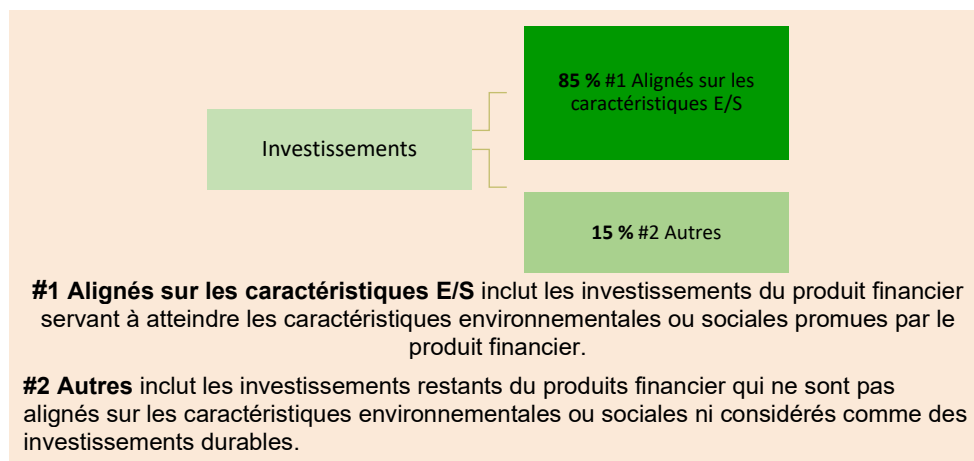 85 % #1 Alignés sur les
caractéristiques E/S
Investissements
15 % #2 Autres
#1 Alignés sur les caractéristiques E/S inclut les investissements du produit financier
servant à atteindre les caractéristiques environnementales ou sociales promues par le
produit financier.
#2 Autres inclut les investissements restants du produits financier qui ne sont pas
alignés sur les caractéristiques environnementales ou sociales ni considérés comme des
investissements durables.